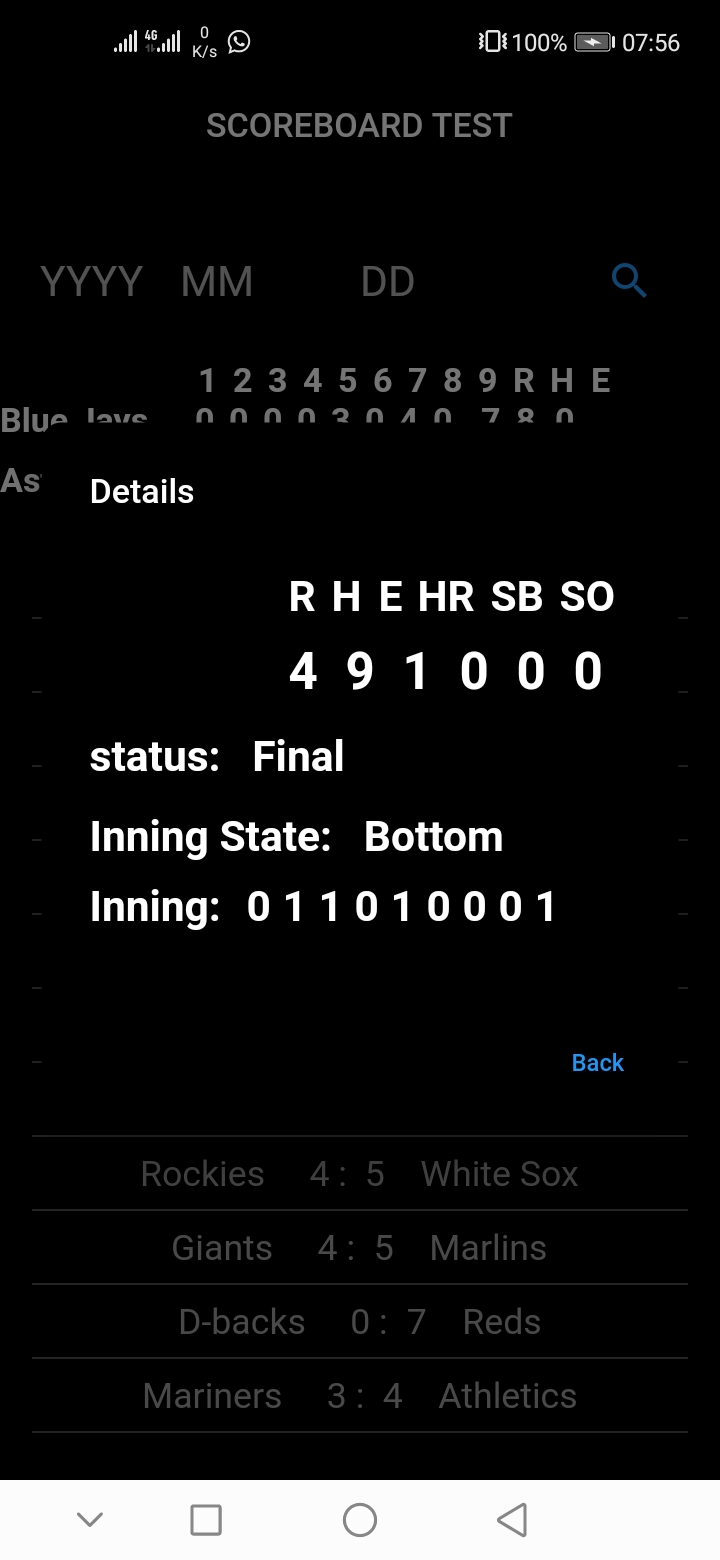 4G 0 K/s 100% 07:56
SCOREBOARD TEST
YYYY MM DD
1 2 3 4 5 6 7 8 9 R H E
Blue Jays 0 0 0 0 3 0 4 0 7 8 0
Details
R H E HR SB SO
4 9 1 0 0 0
status: Final
Inning State: Bottom
Inning: 0 1 1 0 1 0 0 0 1
Back
Rockies 4 : 5 White Sox
Giants 4 : 5 Marlins
D-backs 0 : 7 Reds
Mariners 3 : 4 Athletics